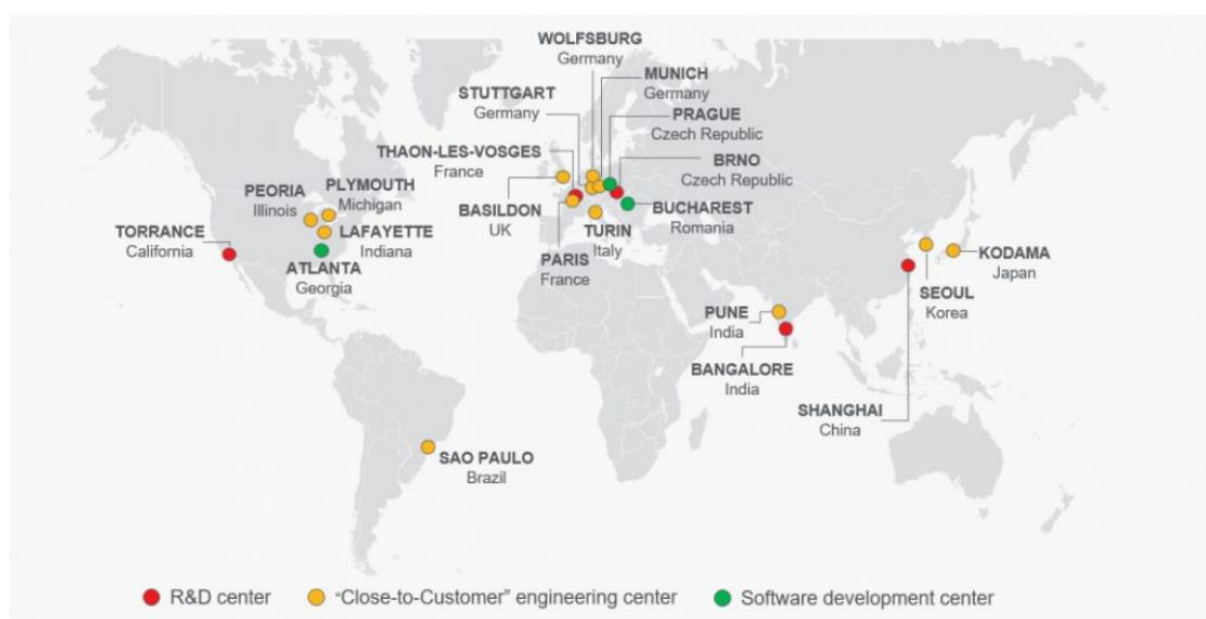 WOLFSBURG
Germany
MUNICH
Germany
STUTTGART
Germany
PRAGUE
Czech Republic
THAON-LES-VOSGES
France
BRNO
Czech Republic
PEORIA
Illinois
PLYMOUTH
Michigan
BASILDON
UK
BUCHAREST
Romania
TORRANCE
California
LAFAYETTE
Indiana
TURIN
Italy
ATLANTA
Georgia
PARIS
France
KODAMA
Japan
SEOUL
Korea
PUNE
India
BANGALORE
India
SHANGHAI
China
SAO PAULO
Brazil
R&D center
"Close-to-Customer" engineering center
Software development center